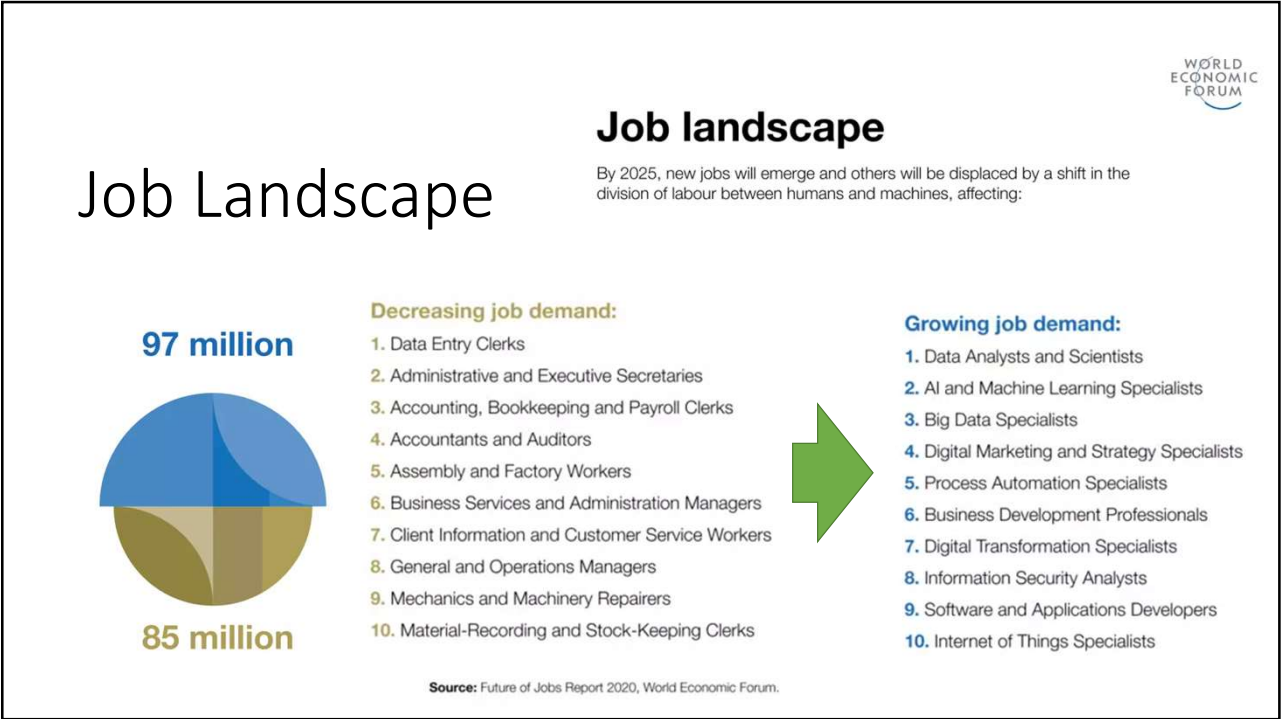 WORLD
ECONOMIC
FORUM
Job Landscape
Job landscape
By 2025, new jobs will emerge and others will be displaced by a shift in the
division of labour between humans and machines, affecting:
97 million
85 million
Decreasing job demand:
1. Data Entry Clerks
2. Administrative and Executive Secretaries
3. Accounting, Bookkeeping and Payroll Clerks
4. Accountants and Auditors
5. Assembly and Factory Workers
6. Business Services and Administration Managers
7. Client Information and Customer Service Workers
8. General and Operations Managers
9. Mechanics and Machinery Repairers
10. Material-Recording and Stock-Keeping Clerks
Growing job demand:
1. Data Analysts and Scientists
2. AI and Machine Learning Specialists
3. Big Data Specialists
4. Digital Marketing and Strategy Specialists
5. Process Automation Specialists
6. Business Development Professionals
7. Digital Transformation Specialists
8. Information Security Analysts
9. Software and Applications Developers
10. Internet of Things Specialists
Source: Future of Jobs Report 2020, World Economic Forum.